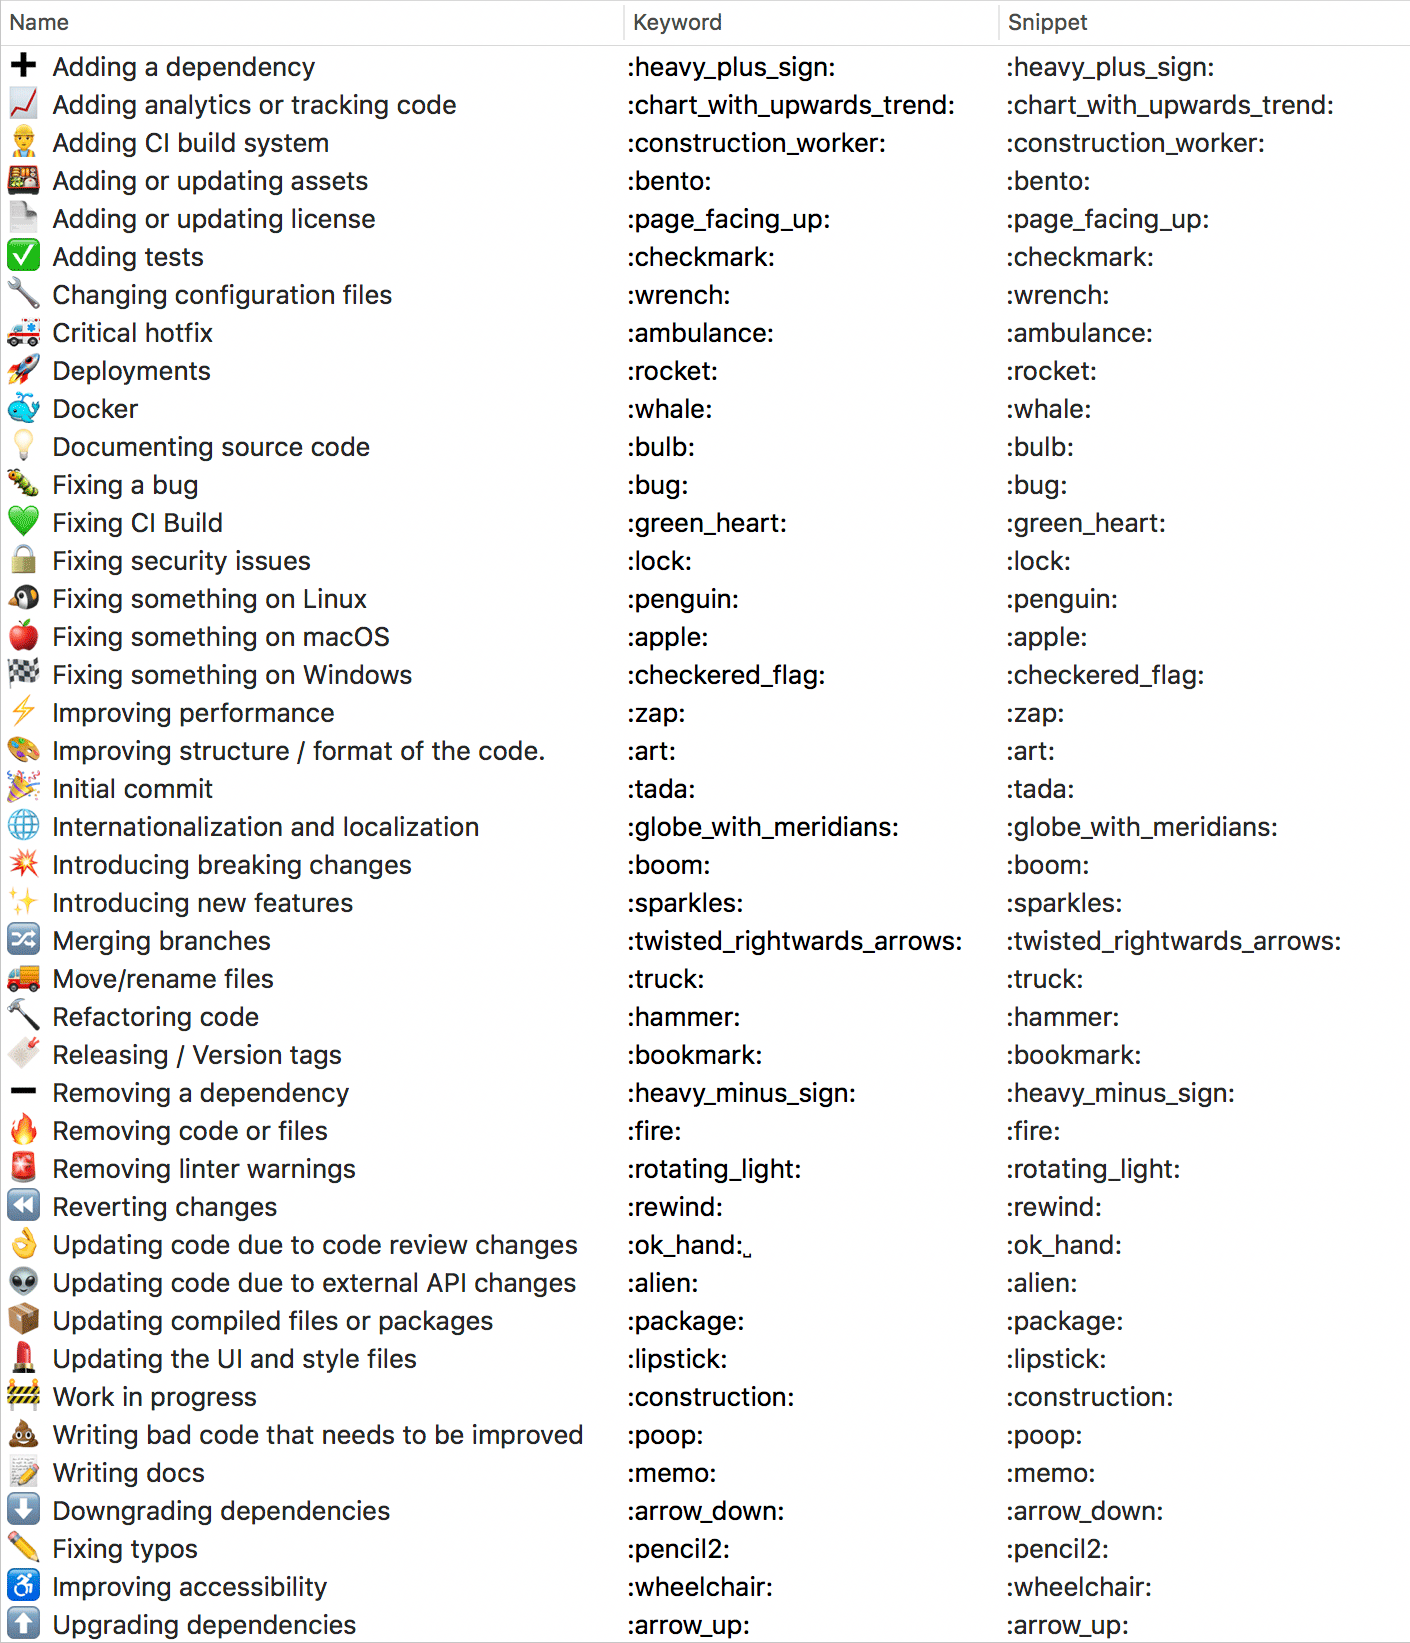 Name Keyword Snippet
Adding a dependency :heavy_plus_sign: :heavy_plus_sign:
Adding analytics or tracking code :chart_with_upwards_trend: :chart_with_upwards_trend:
Adding CI build system :construction_worker: :construction_worker:
Adding or updating assets :bento: :bento:
Adding or updating license :page_facing_up: :page_facing_up:
Adding tests :checkmark: :checkmark:
Changing configuration files :wrench: :wrench:
Critical hotfix :ambulance: :ambulance:
Deployments :rocket: :rocket:
Docker :whale: :whale:
Documenting source code :bulb: :bulb:
Fixing a bug :bug: :bug:
Fixing CI Build :green_heart: :green_heart:
Fixing security issues :lock: :lock:
Fixing something on Linux :penguin: :penguin:
Fixing something on macOS :apple: :apple:
Fixing something on Windows :checkered_flag: :checkered_flag:
Improving performance :zap: :zap:
Improving structure / format of the code. :art: :art:
Initial commit :tada: :tada:
Internationalization and localization :globe_with_meridians: :globe_with_meridians:
Introducing breaking changes :boom: :boom:
Introducing new features :sparkles: :sparkles:
Merging branches :twisted_rightwards_arrows: :twisted_rightwards_arrows:
Move/rename files :truck: :truck:
Refactoring code :hammer: :hammer:
Releasing / Version tags :bookmark: :bookmark:
Removing a dependency :heavy_minus_sign: :heavy_minus_sign:
Removing code or files :fire: :fire:
Removing linter warnings :rotating_light: :rotating_light:
Reverting changes :rewind: :rewind:
Updating code due to code review changes :ok_hand:␣ :ok_hand:
Updating code due to external API changes :alien: :alien:
Updating compiled files or packages :package: :package:
Updating the UI and style files :lipstick: :lipstick:
Work in progress :construction: :construction:
Writing bad code that needs to be improved :poop: :poop:
Writing docs :memo: :memo:
Downgrading dependencies :arrow_down: :arrow_down:
Fixing typos :pencil2: :pencil2:
Improving accessibility :wheelchair: :wheelchair:
Upgrading dependencies :arrow_up: :arrow_up: